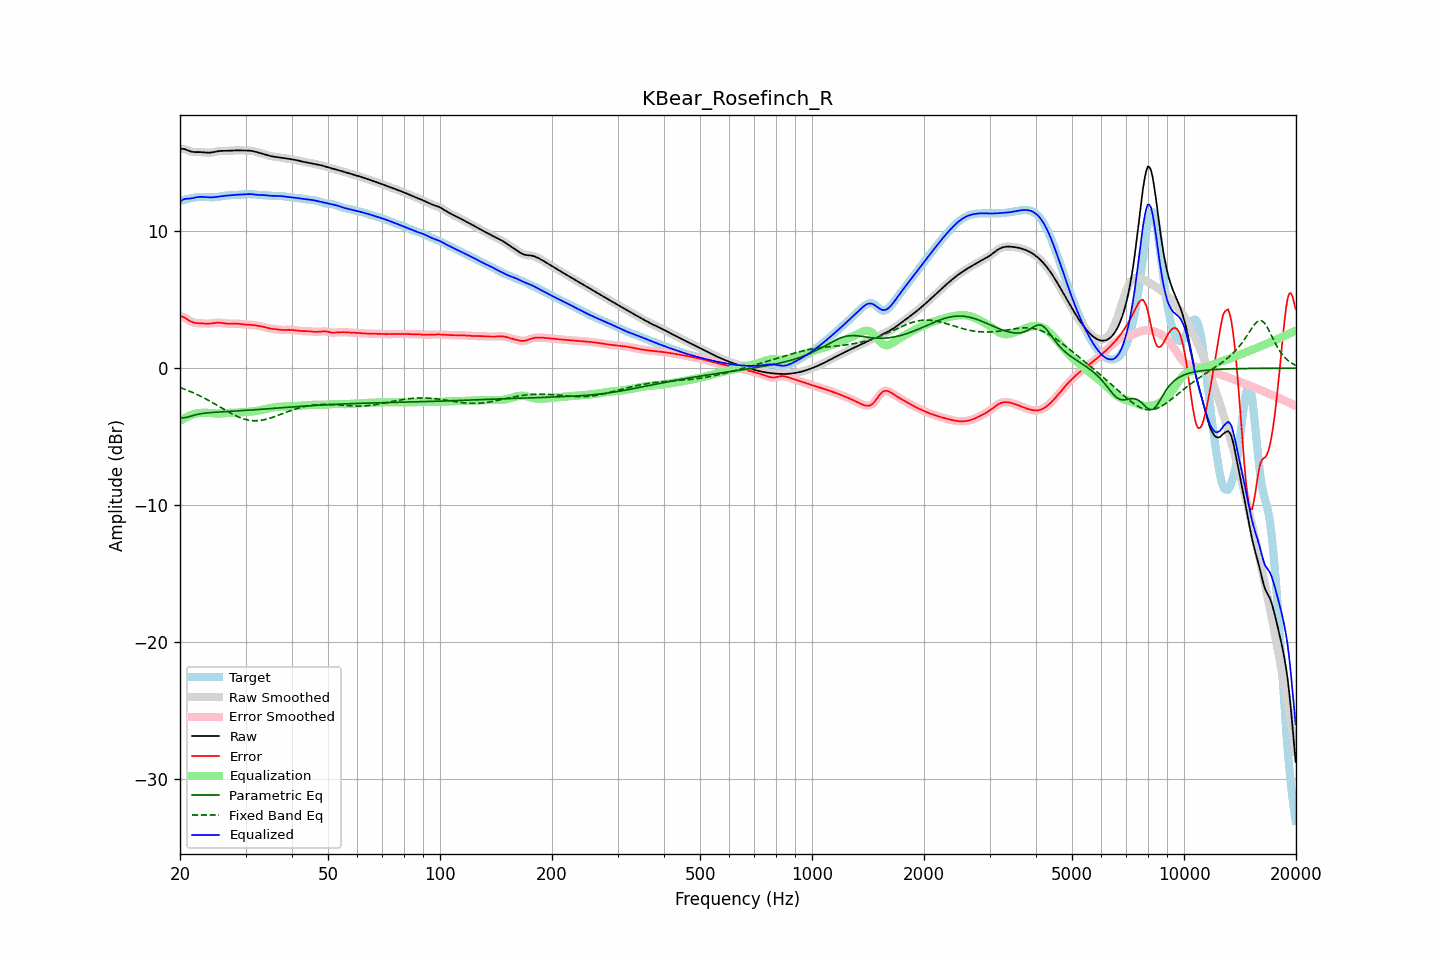 KBear_Rosefinch_R
Amplitude (dBr)
10
0
−10
−20
−30
Target
Raw Smoothed
Error Smoothed
Raw
Error
Equalization
Parametric Eq
Fixed Band Eq
Equalized
20 50 100 200 500 1000 2000 5000 10000 20000
Frequency (Hz)